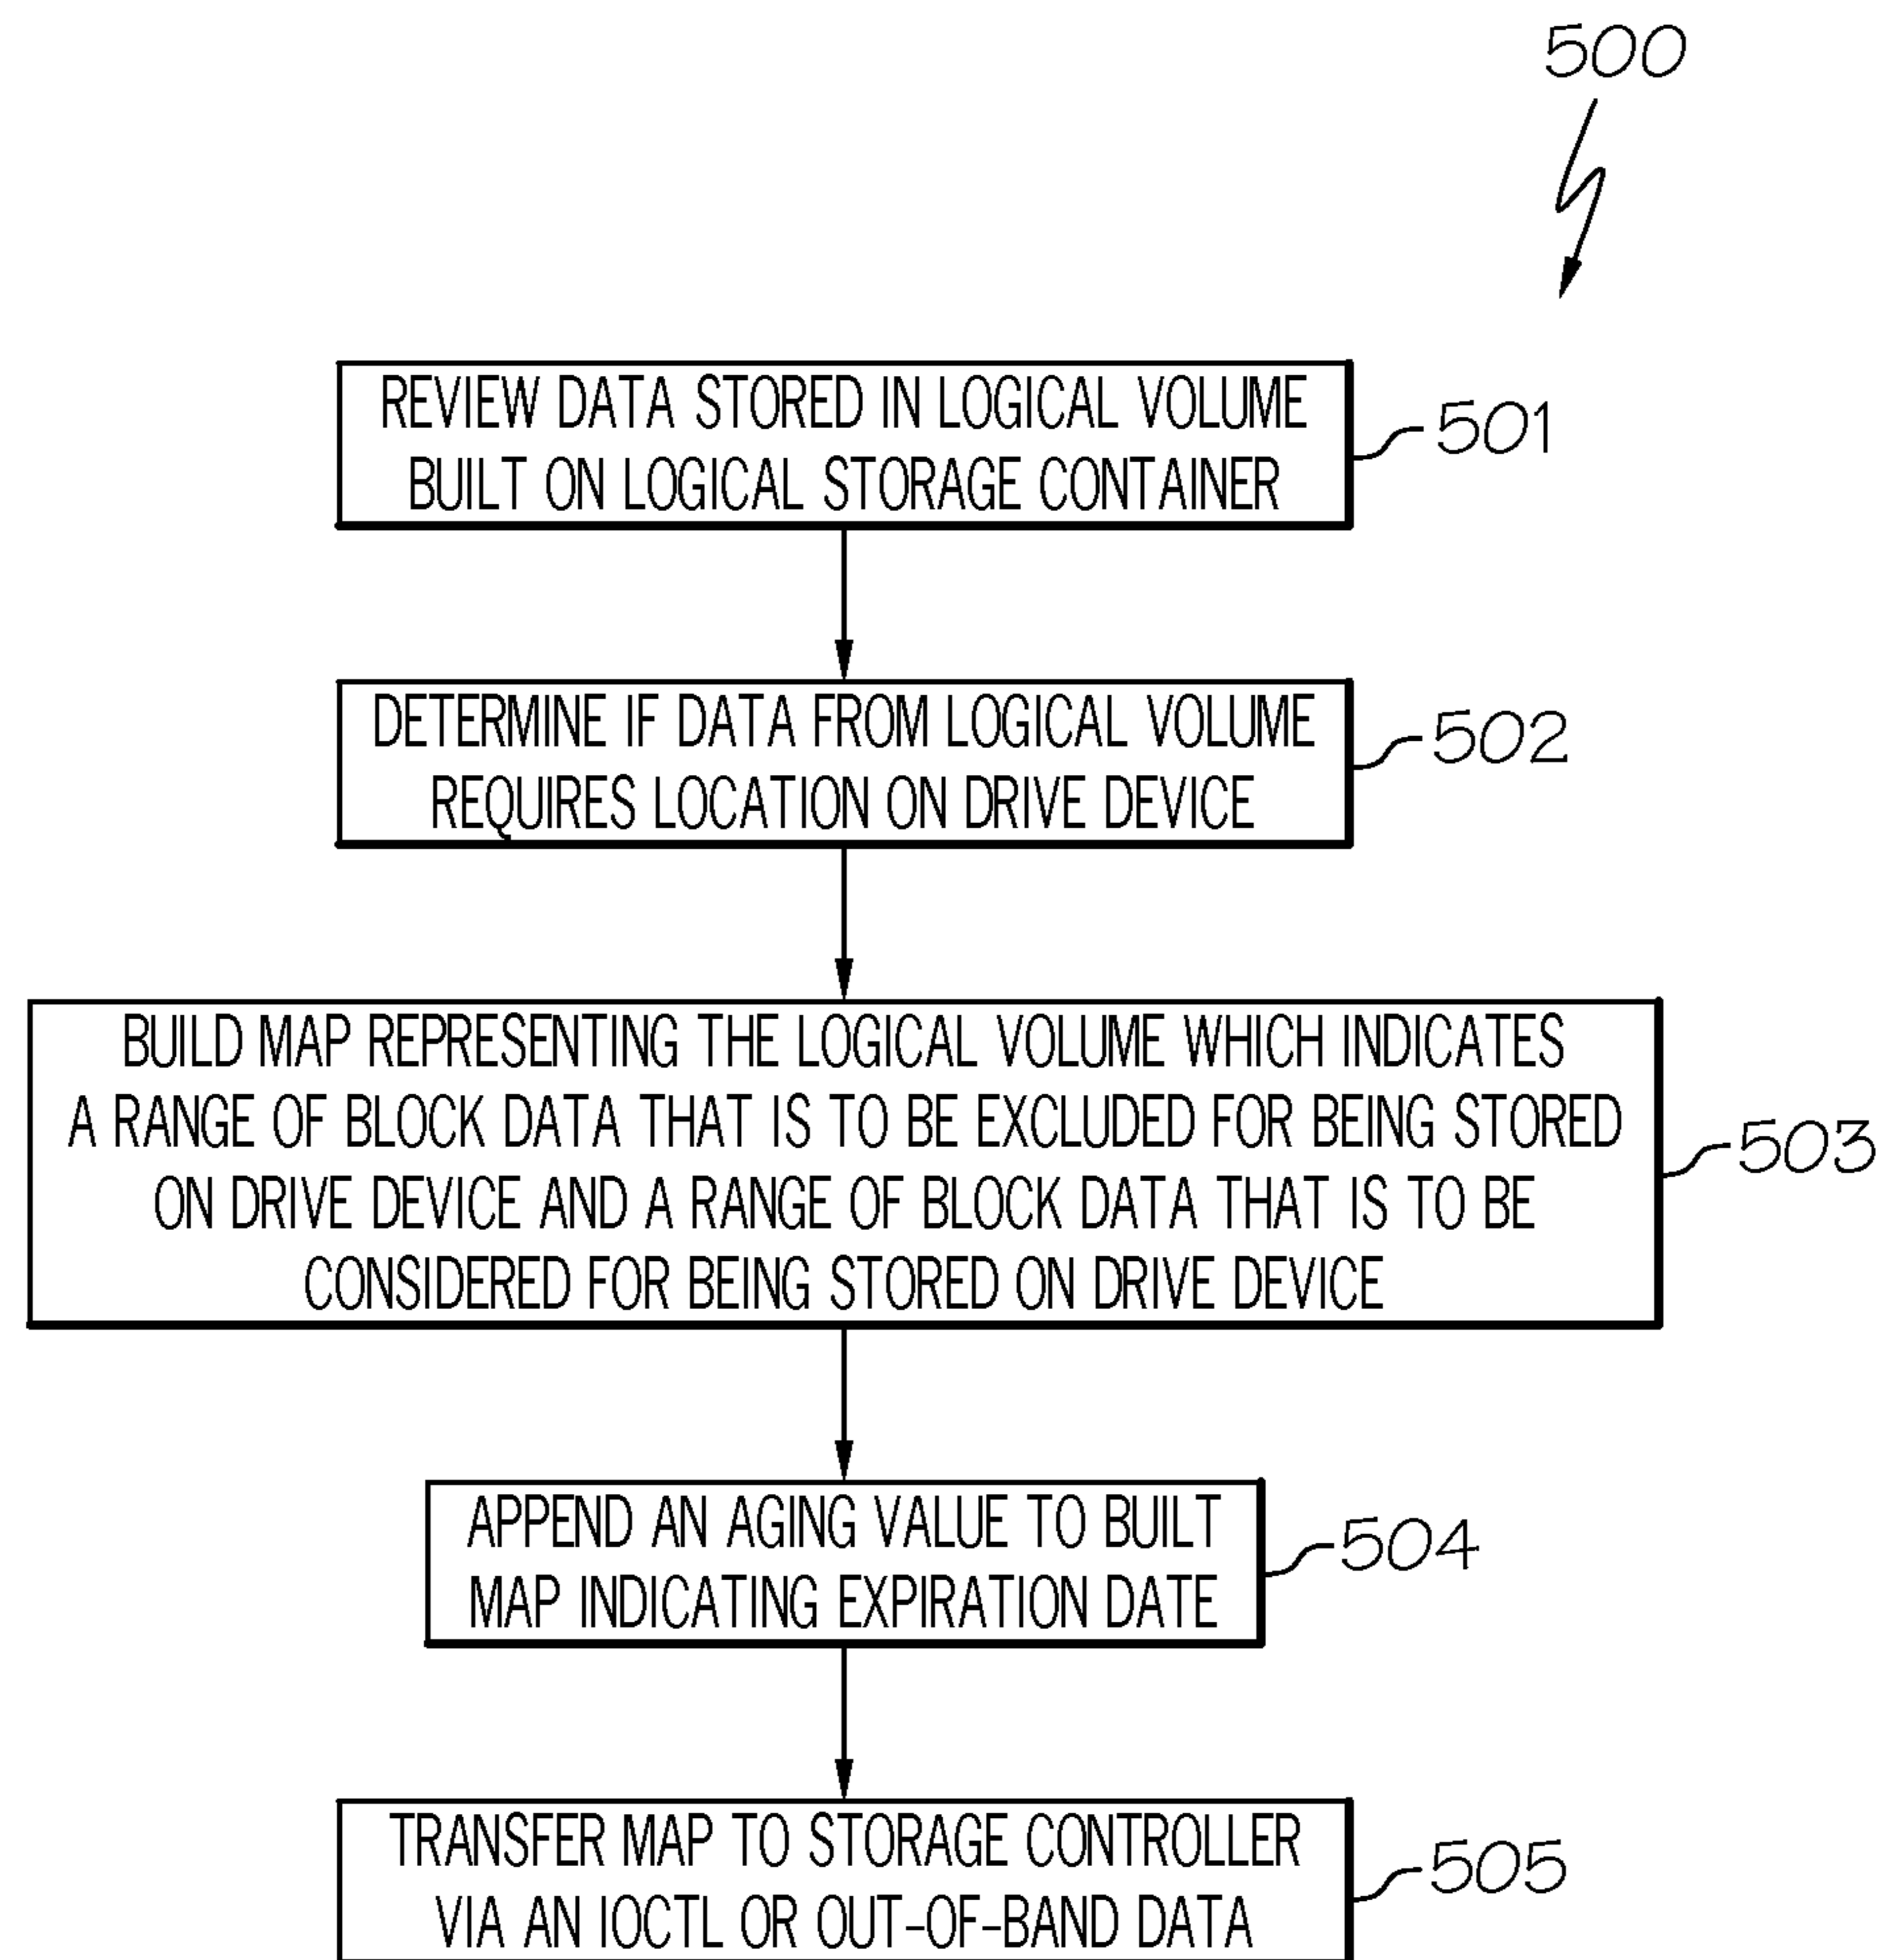 500
REVIEW DATA STORED IN LOGICAL VOLUME
BUILT ON LOGICAL STORAGE CONTAINER
501
DETERMINE IF DATA FROM LOGICAL VOLUME
REQUIRES LOCATION ON DRIVE DEVICE
502
BUILD MAP REPRESENTING THE LOGICAL VOLUME WHICH INDICATES
A RANGE OF BLOCK DATA THAT IS TO BE EXCLUDED FOR BEING STORED
ON DRIVE DEVICE AND A RANGE OF BLOCK DATA THAT IS TO BE
CONSIDERED FOR BEING STORED ON DRIVE DEVICE
503
APPEND AN AGING VALUE TO BUILT
MAP INDICATING EXPIRATION DATE
504
TRANSFER MAP TO STORAGE CONTROLLER
VIA AN IOCTL OR OUT-OF-BAND DATA
505